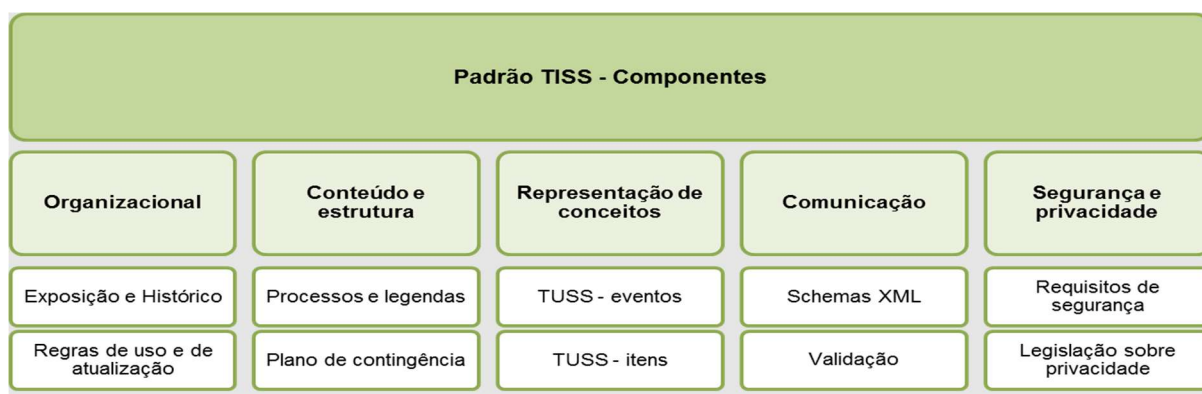 Padrão TISS - Componentes
Organizacional
Conteúdo e
estrutura
Representação de
conceitos
Comunicação
Segurança e
privacidade
Exposição e Histórico
Processos e legendas
TUSS - eventos
Schemas XML
Requisitos de
segurança
Regras de uso e de
atualização
Plano de contingência
TUSS - itens
Validação
Legislação sobre
privacidade